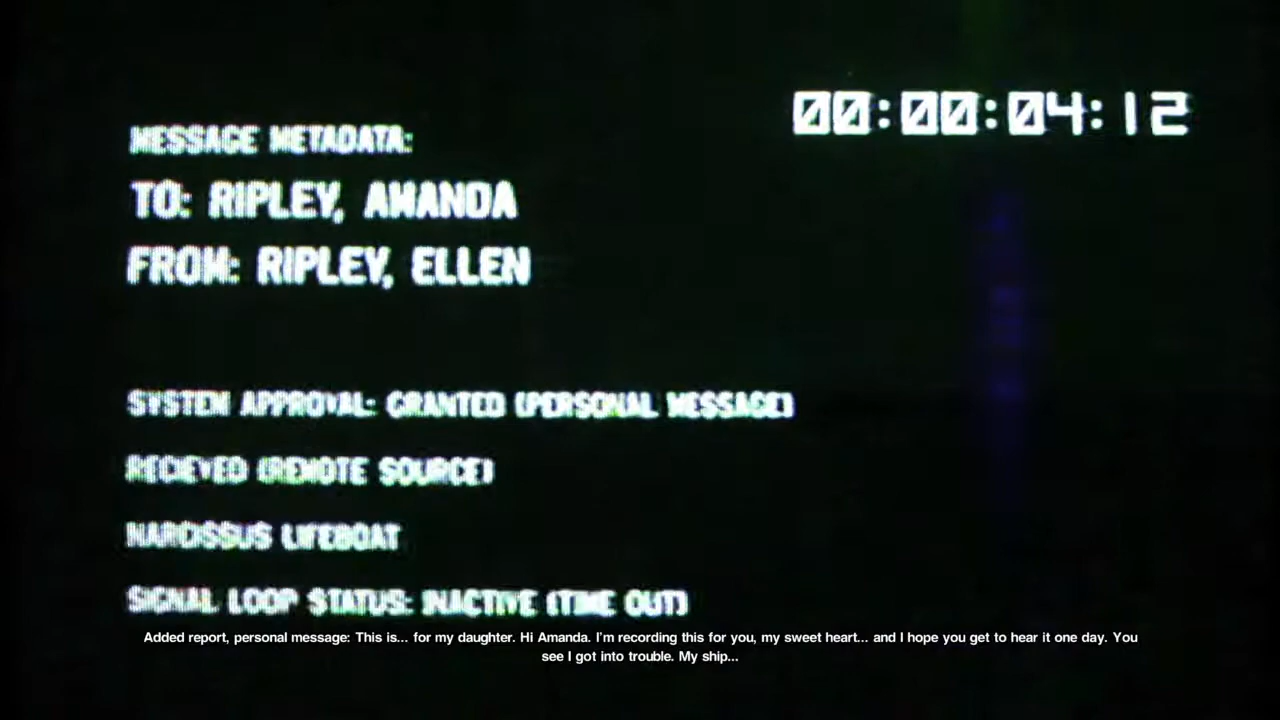 00:00:04:12
MESSAGE METADATA:
TO: RIPLEY, AMANDA
FROM: RIPLEY, ELLEN
SYSTEM APPROVAL: GRANTED (PERSONAL MESSAGE)
RECIEVED (REMOTE SOURCE)
NARCISSUS LIFEBOAT
SIGNAL LOOP STATUS: INACTIVE (TIME OUT)
Added report, personal message: This is... for my daughter. Hi Amanda. I'm recording this for you, my sweet heart... and I hope you get to hear it one day. You
see I got into trouble. My ship...